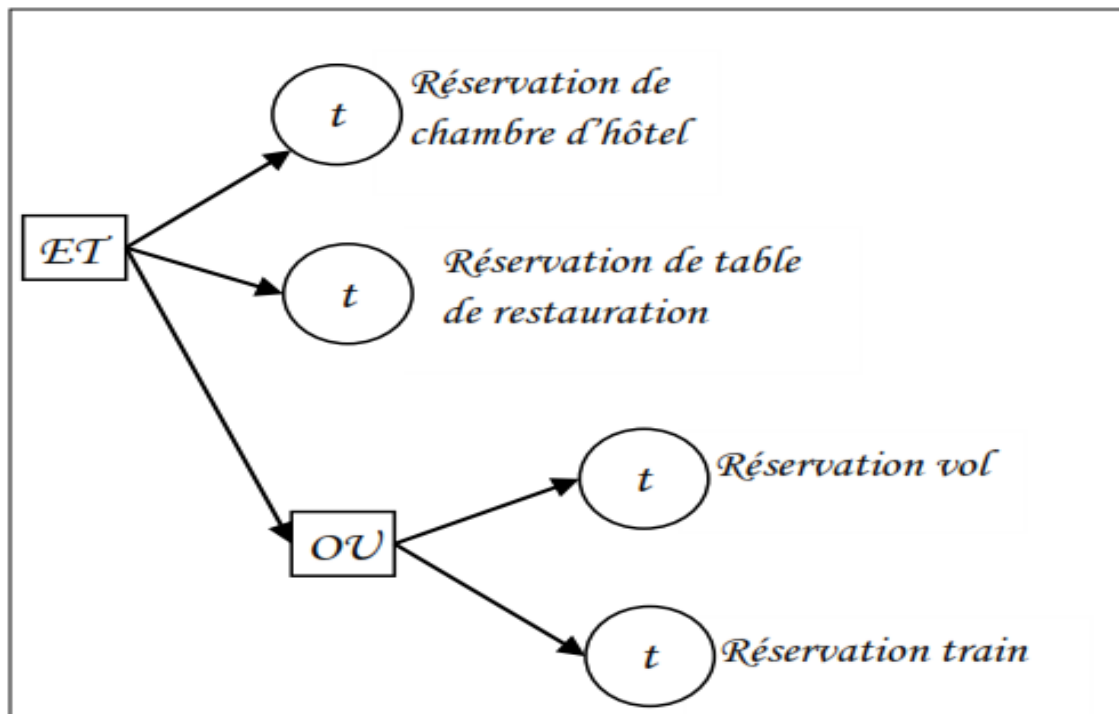 t
Réservation de
chambre d'hôtel
ET
t
Réservation de table
de restauration
t
Réservation vol
OU
t
Réservation train